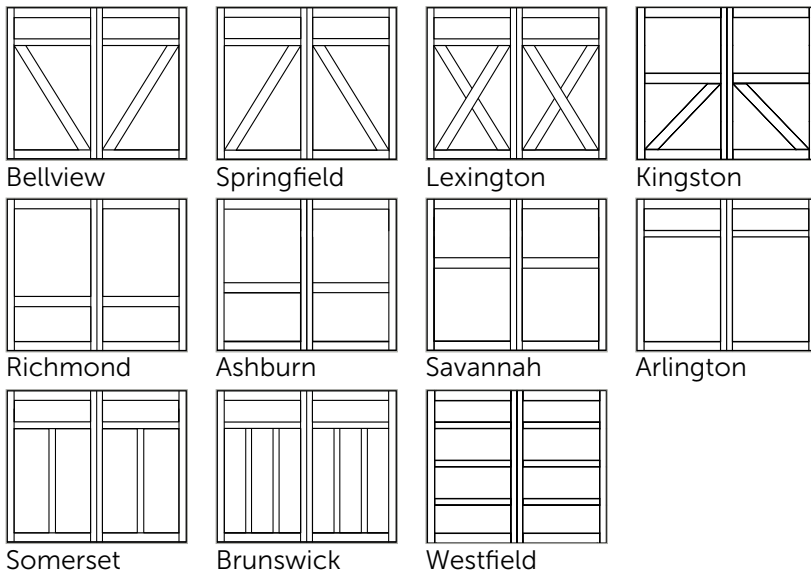 Bellview
Springfield
Lexington
Kingston
Richmond
Ashburn
Savannah
Arlington
Somerset
Brunswick
Westfield